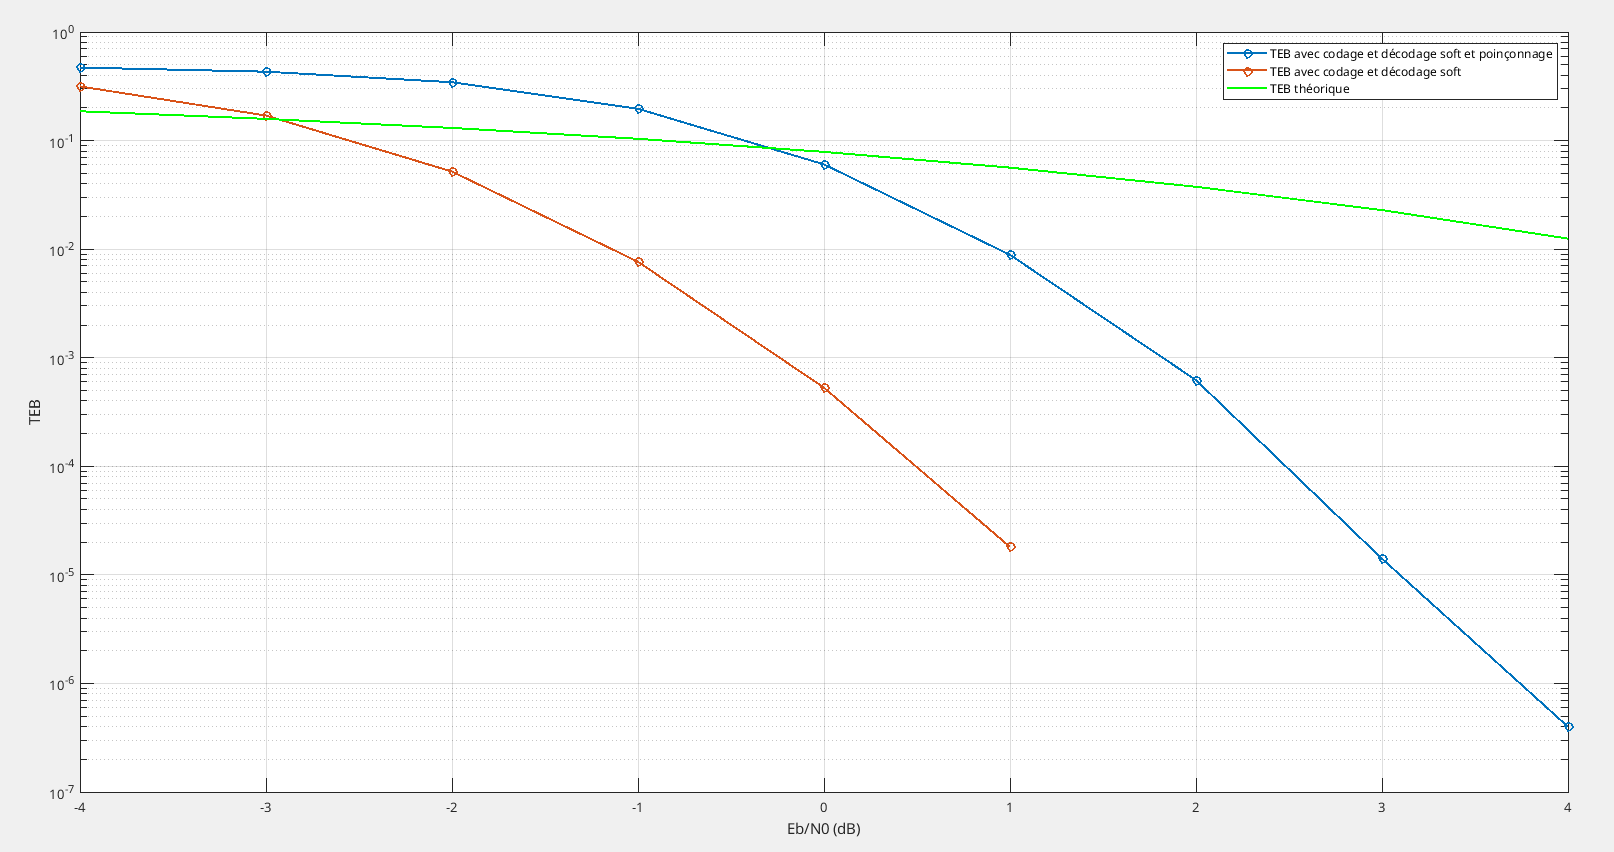 TEB avec codage et décodage soft et poinçonnage
TEB avec codage et décodage soft
TEB théorique
10^0
10^-1
10^-2
10^-3
10^-4
10^-5
10^-6
10^-7
TEB
-4 -3 -2 -1 0 1 2 3 4
Eb/N0 (dB)